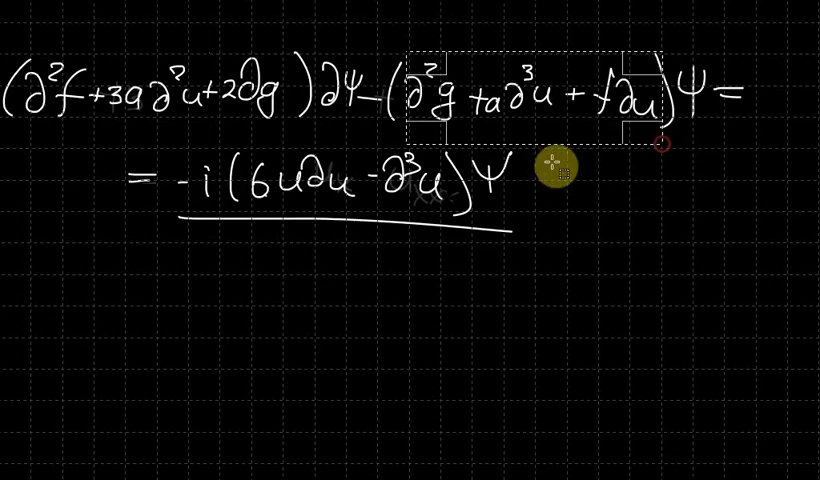 (∂²f+3a∂²u+2∂g)∂Ψ-(∂²g+a∂³u+f∂u)Ψ=
=-i(6u∂u-∂³u)Ψ